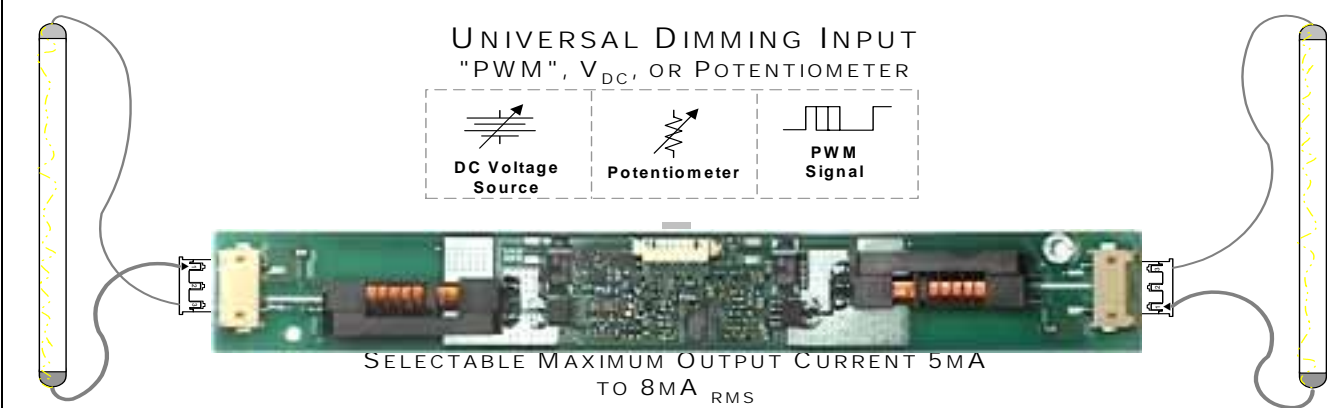 UNIVERSAL DIMMING INPUT
"PWM", VDC, OR POTENTIOMETER
DC Voltage
Source
Potentiometer
PWM
Signal
SELECTABLE MAXIMUM OUTPUT CURRENT 5MA
TO 8MA RMS